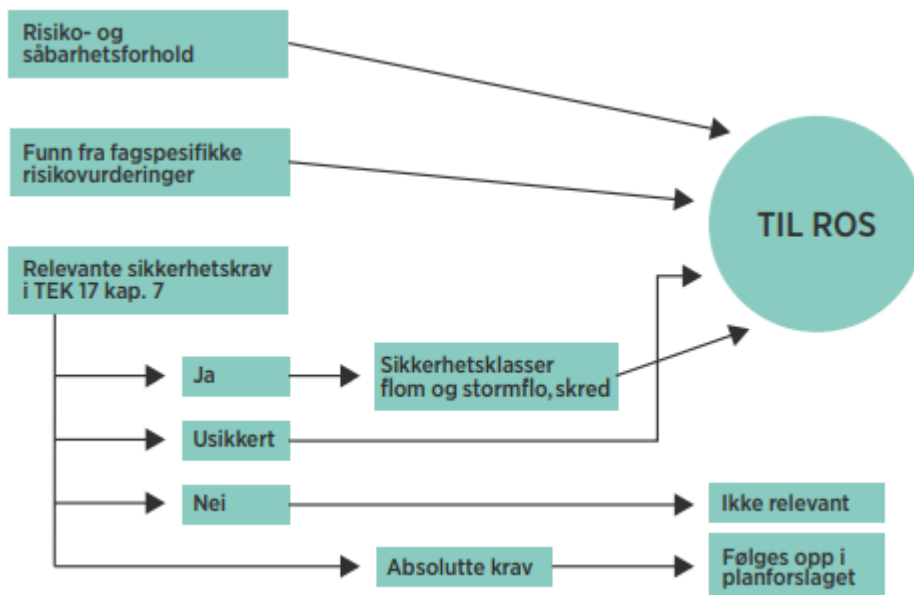 Risiko- og
såbarhetsforhold
Funn fra fagspesifikke
risikovurderinger
TIL ROS
Relevante sikkerhetskrav
i TEK 17 kap. 7
Ja
Sikkerhetsklasser
flom og stormflo, skred
Usikkert
Nei
Ikke relevant
Absolutte krav
Følges opp i
planforslaget